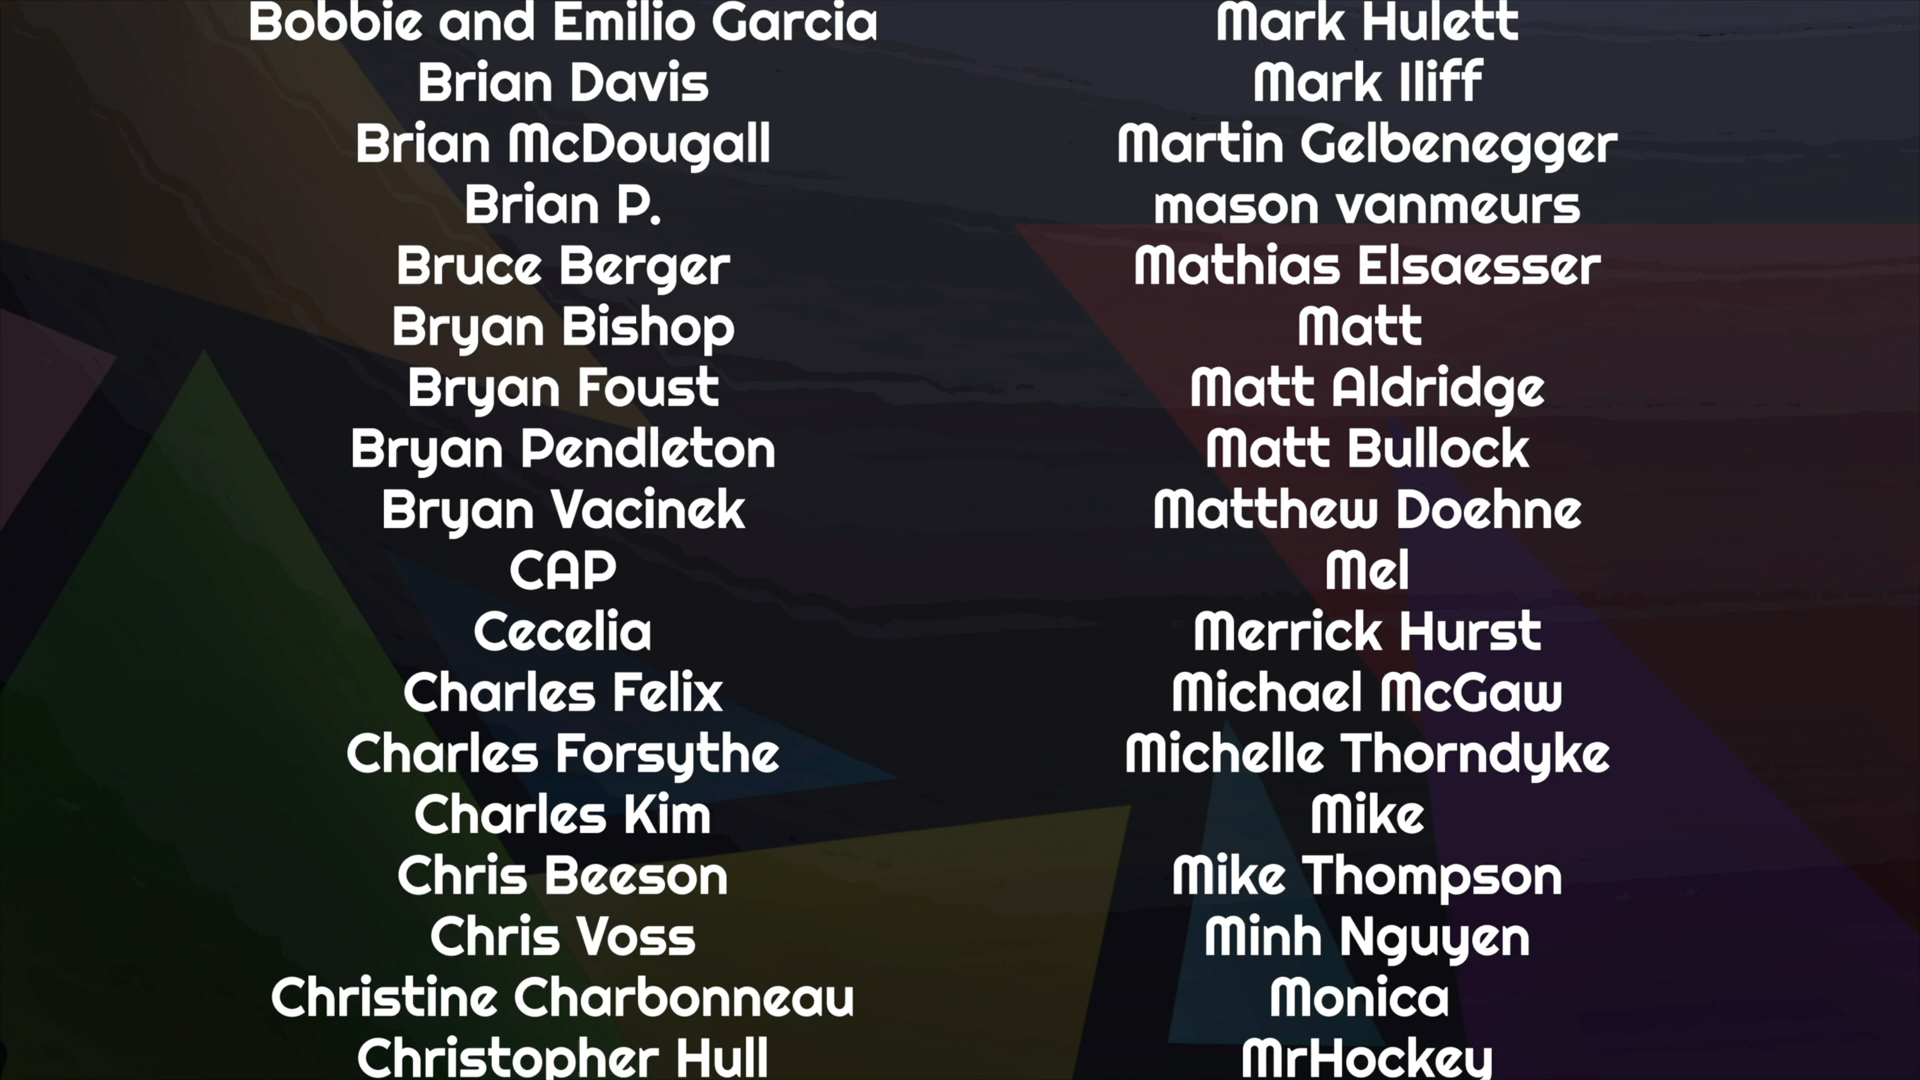 Bobbie and Emilio Garcia
Brian Davis
Brian McDougall
Brian P.
Bruce Berger
Bryan Bishop
Bryan Foust
Bryan Pendleton
Bryan Vacinek
CAP
Cecelia
Charles Felix
Charles Forsythe
Charles Kim
Chris Beeson
Chris Voss
Christine Charbonneau
Christopher Hull
Mark Hulett
Mark Iliff
Martin Gelbenegger
mason vanmeurs
Mathias Elsaesser
Matt
Matt Aldridge
Matt Bullock
Matthew Doehne
Mel
Merrick Hurst
Michael McGaw
Michelle Thorndyke
Mike
Mike Thompson
Minh Nguyen
Monica
MrHockey